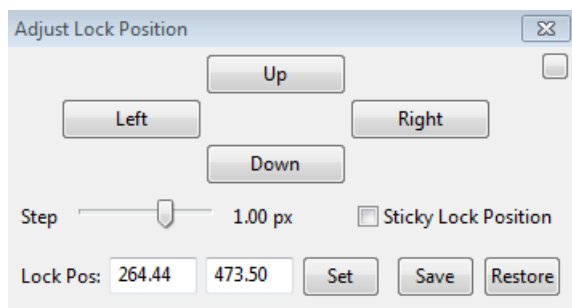 Adjust Lock Position
Up
Left Right
Down
Step 1.00 px Sticky Lock Position
Lock Pos: 264.44 473.50 Set Save Restore